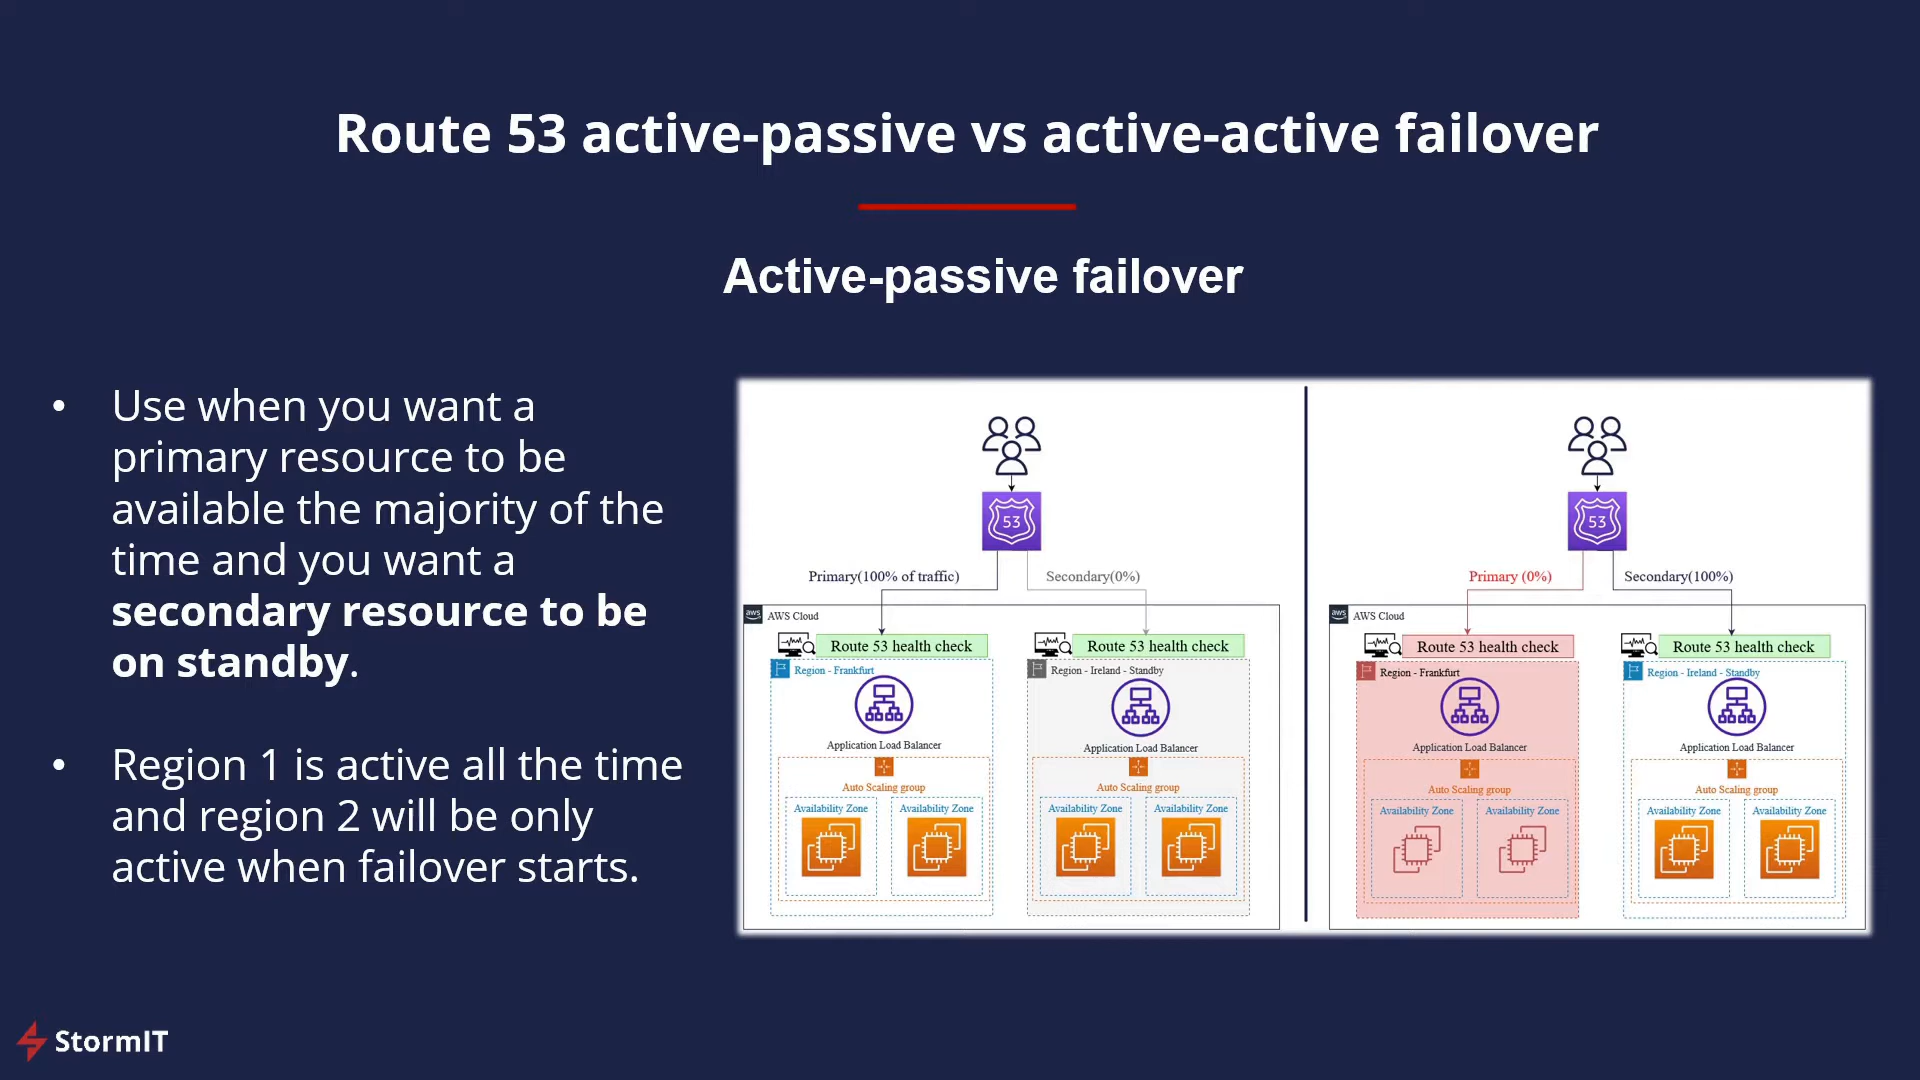 Route 53 active-passive vs active-active failover
Active-passive failover
• Use when you want a
primary resource to be
available the majority of the
time and you want a
secondary resource to be
on standby.
• Region 1 is active all the time
and region 2 will be only
active when failover starts.
53
Primary(100% of traffic)
Secondary(0%)
aws
AWS Cloud
Route 53 health check
Region - Frankfurt
Application Load Balancer
Auto Scaling group
Availability Zone
Availability Zone
Route 53 health check
Region - Ireland - Standby
Application Load Balancer
Auto Scaling group
Availability Zone
Availability Zone
53
Primary (0%)
Secondary(100%)
aws
AWS Cloud
Route 53 health check
Region - Frankfurt
Application Load Balancer
Auto Scaling group
Availability Zone
Availability Zone
Route 53 health check
Region - Ireland - Standby
Application Load Balancer
Auto Scaling group
Availability Zone
Availability Zone
StormIT